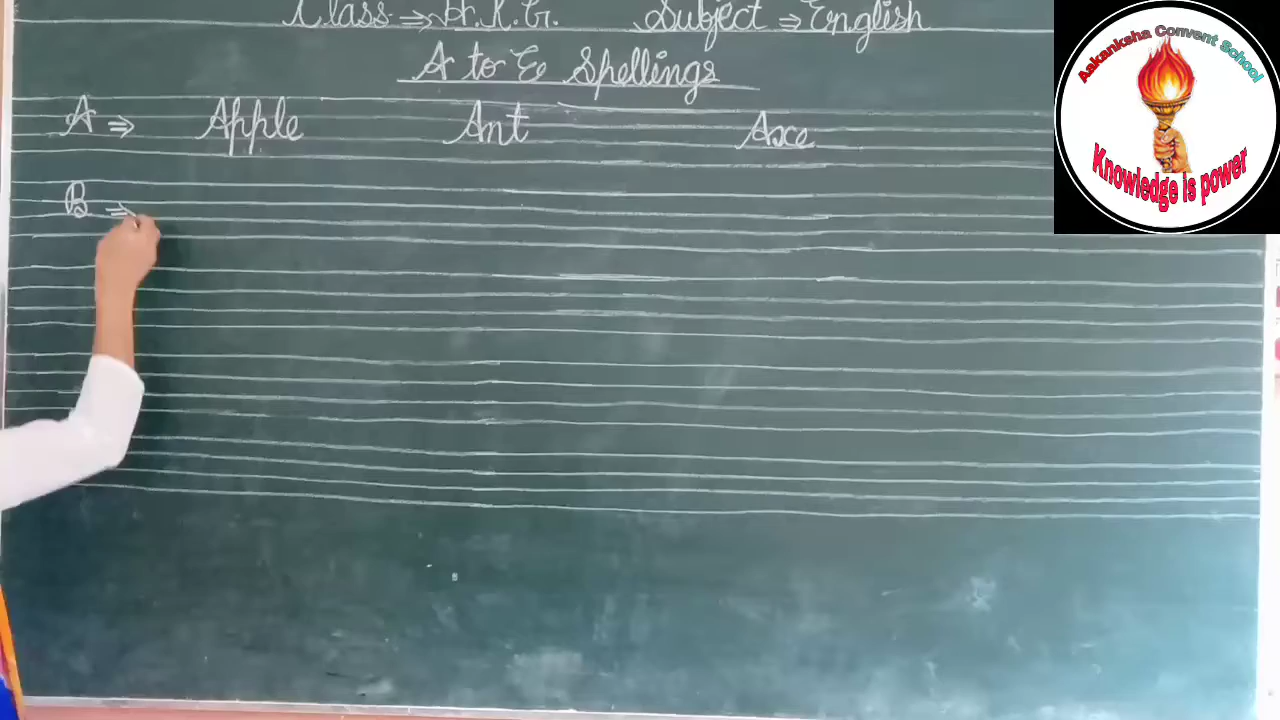 Class ⇒ H.K.G. Subject ⇒ English
A to E Spellings
A ⇒ Apple Ant Axe
B ⇒
Aakanksha Convent School
Knowledge is power